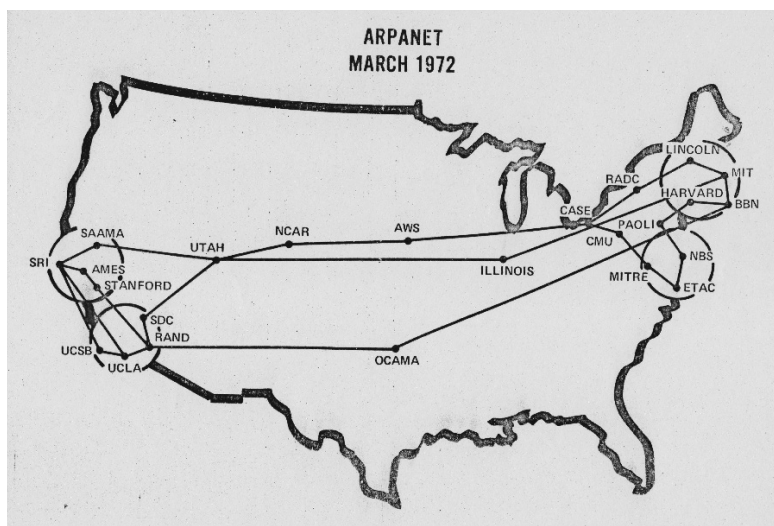 ARPANET
MARCH 1972
LINCOLN
RADC
MIT
HARVARD
BBN
CASE
PAOLI
SAAMA
UTAH
NCAR
AWS
CMU
SRI
AMES
STANFORD
ILLINOIS
MITRE
NBS
ETAC
SDC
RAND
UCSB
UCLA
OCAMA